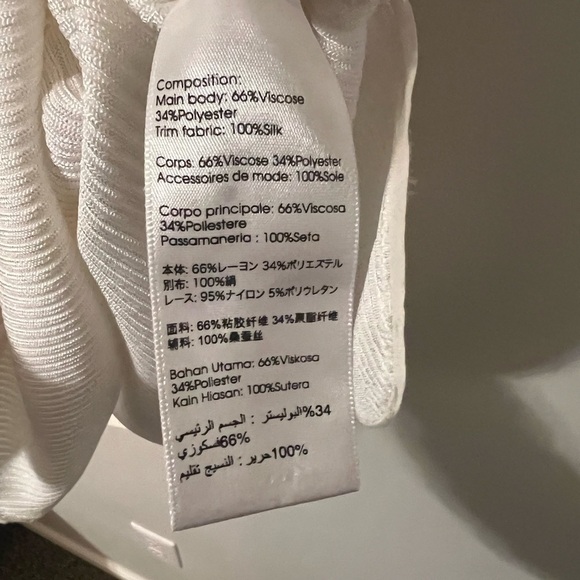 Composition:
Main body: 66%Viscose
34%Polyester
Trim fabric: 100%Silk
Corps: 66%Viscose 34%Polyester
Accessoires de mode: 100%Soie
Corpo principale: 66%Viscosa
34%Poliestere
Passamaneria : 100%Seta
本体: 66%レーヨン 34%ポリエステル
別布: 100%絹
レース: 95%ナイロン 5%ポリウレタン
面料: 66%粘胶纤维 34%聚酯纤维
辅料: 100%桑蚕丝
Bahan Utama: 66%Viskosa
34%Poliester
Kain Hiasan: 100%Sutera
34%البوليستر : الجسم الرئيسي
66%فسكوزي
100%حرير : النسيج تقليم